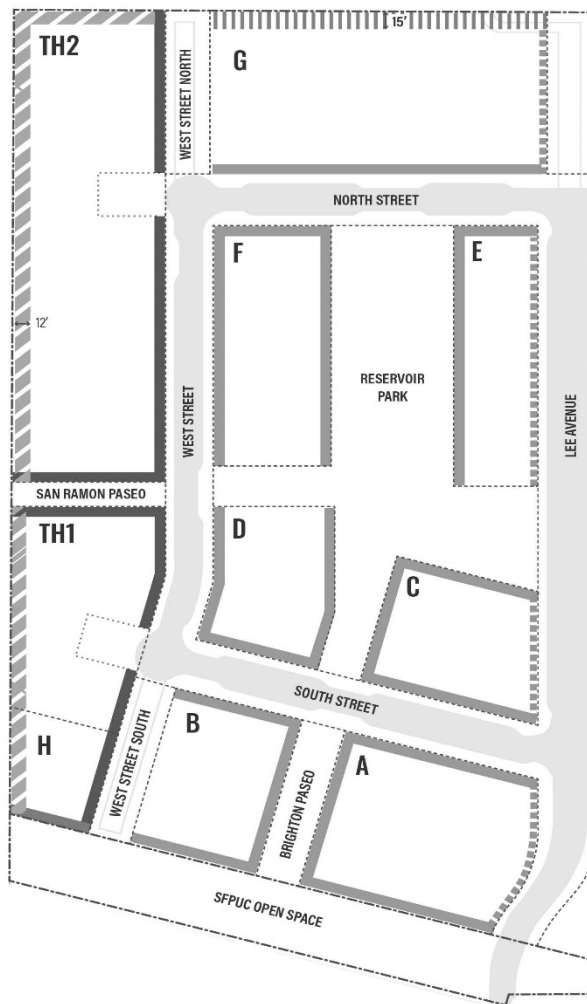 TH2
15'
G
WEST STREET NORTH
NORTH STREET
F
E
12'
RESERVOIR
PARK
WEST STREET
LEE AVENUE
SAN RAMON PASEO
TH1
D
C
SOUTH STREET
B
A
H
WEST STREET SOUTH
BRIGHTON PASEO
SFPUC OPEN SPACE